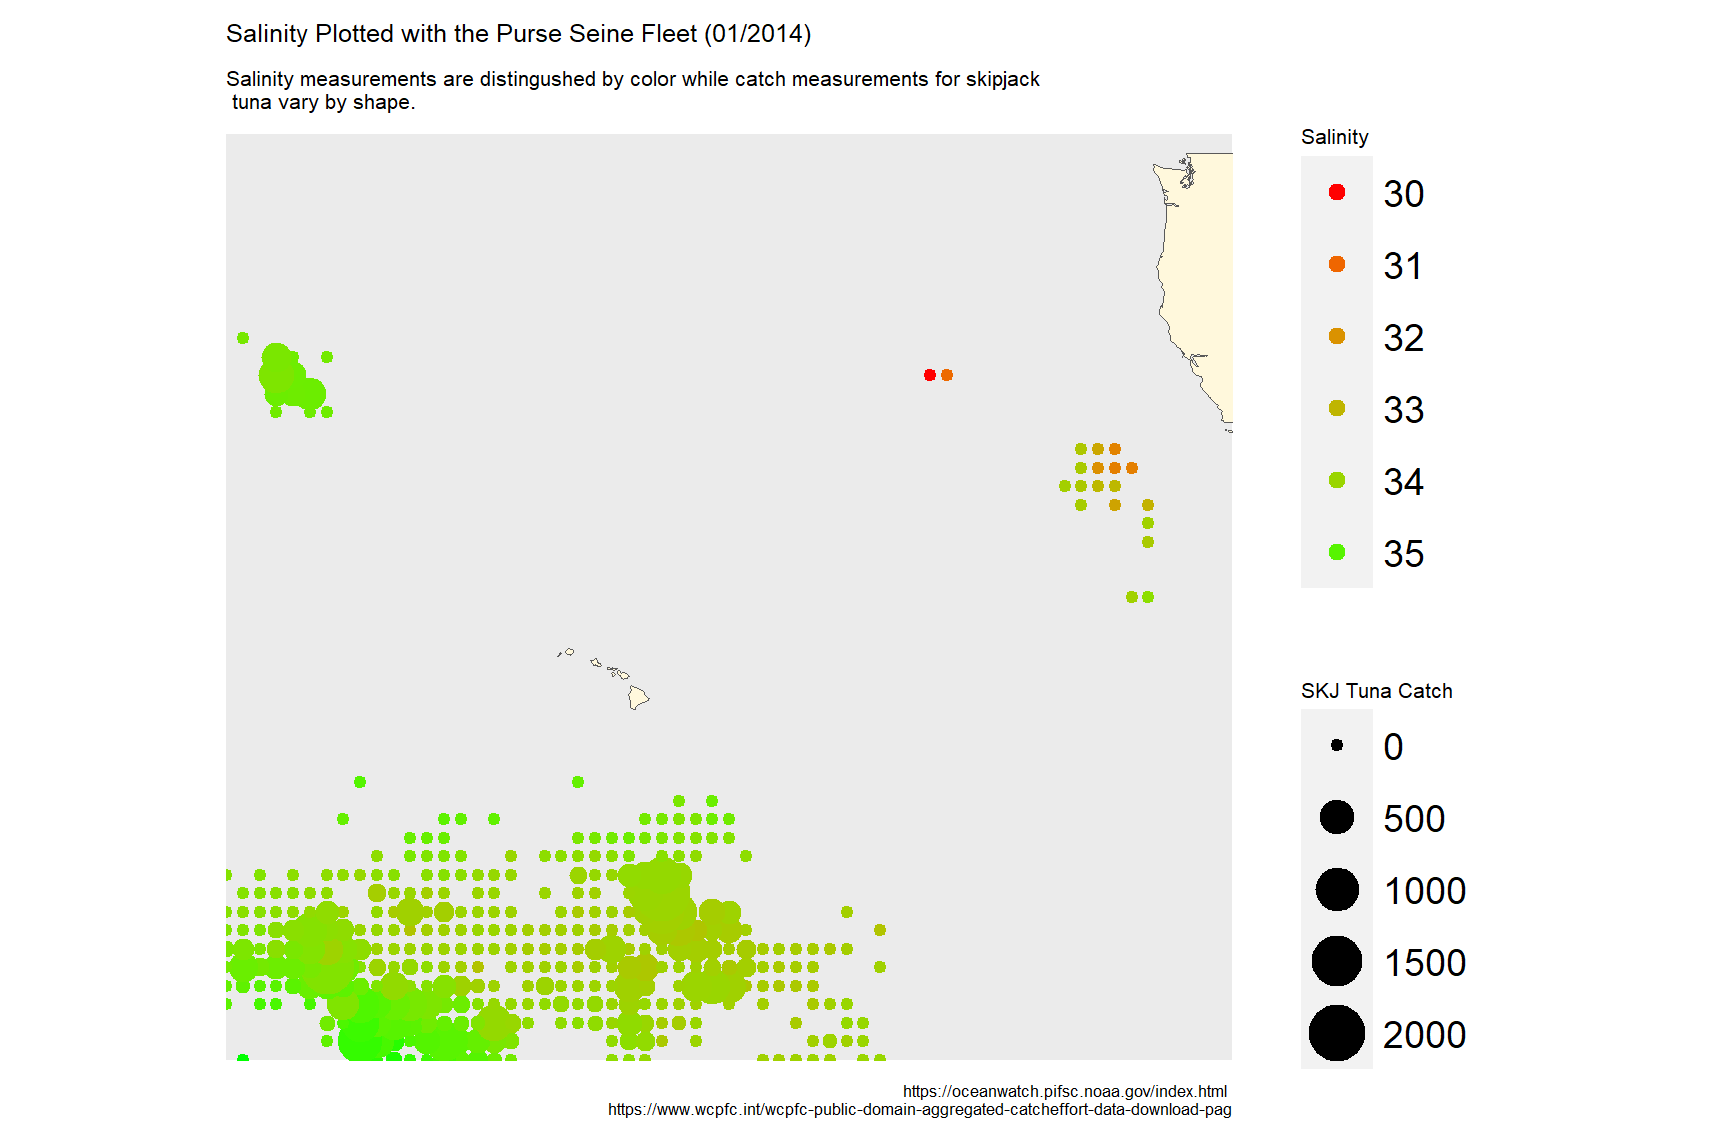 Salinity Plotted with the Purse Seine Fleet (01/2014)
Salinity measurements are distingushed by color while catch measurements for skipjack
tuna vary by shape.
Salinity
30
31
32
33
34
35
SKJ Tuna Catch
0
500
1000
1500
2000
https://oceanwatch.pifsc.noaa.gov/index.html
https://www.wcpfc.int/wcpfc-public-domain-aggregated-catcheffort-data-download-pag